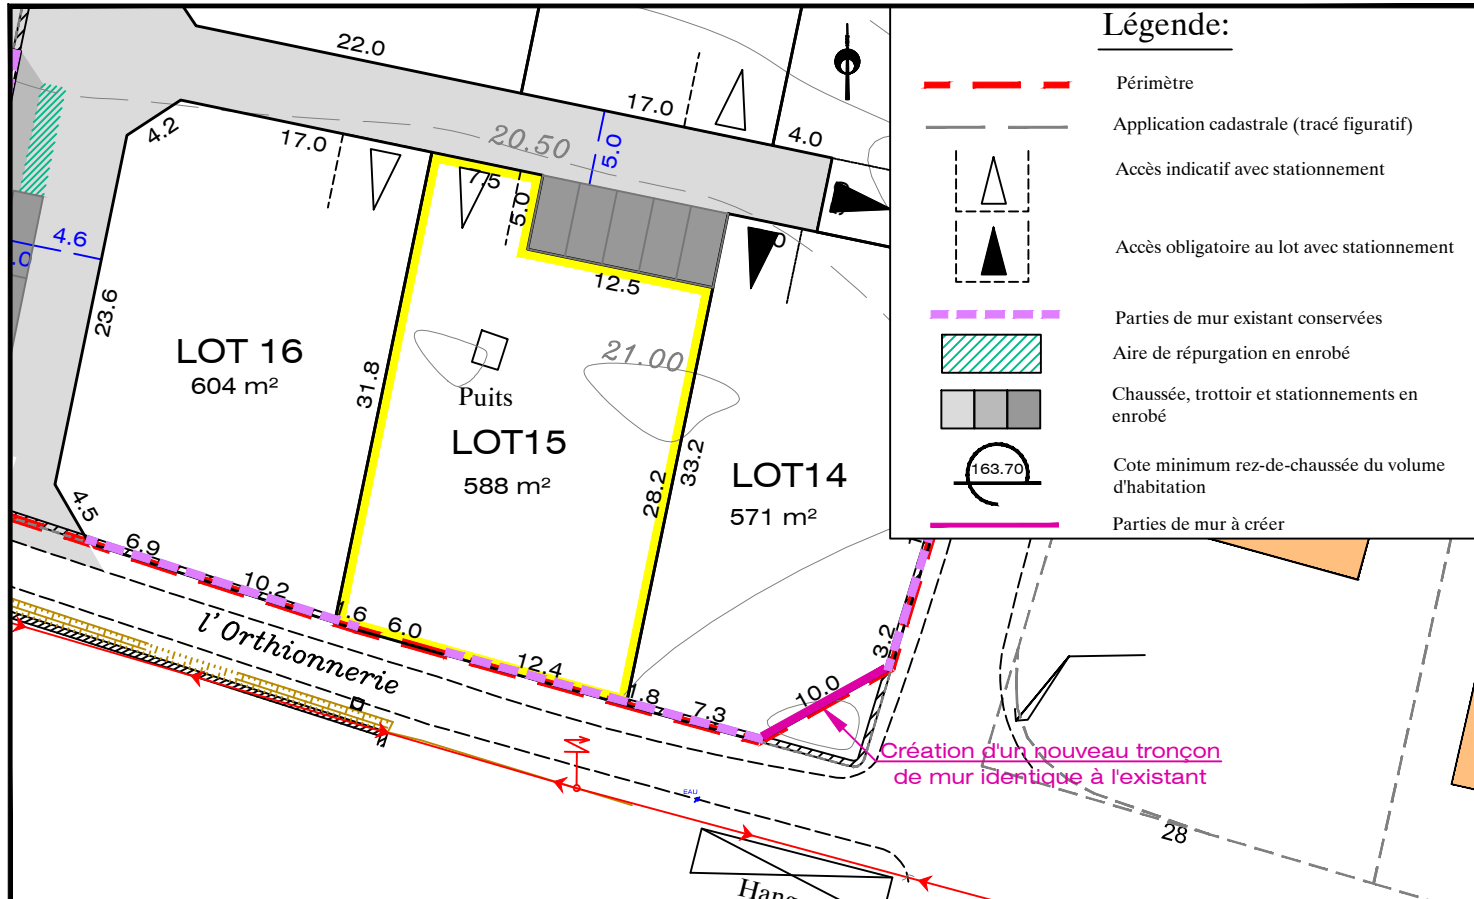 Légende:
Périmètre
Application cadastrale (tracé figuratif)
Accès indicatif avec stationnement
Accès obligatoire au lot avec stationnement
Parties de mur existant conservées
Aire de répurgation en enrobé
Chaussée, trottoir et stationnements en
enrobé
163.70
Cote minimum rez-de-chaussée du volume
d'habitation
Parties de mur à créer
22.0
17.0
4.0
4.2
17.0
20.50
5.0
7.5
5.0
12.5
4.6
.0
23.6
31.8
LOT 16
604 m²
21.00
Puits
LOT15
588 m²
28.2
33.2
LOT14
571 m²
4.5
6.9
10.2
.6
6.0
12.4
.8
7.3
10.0
3.2
l'Orthionnerie
Création d'un nouveau tronçon
de mur identique à l'existant
EAU
28
Hang